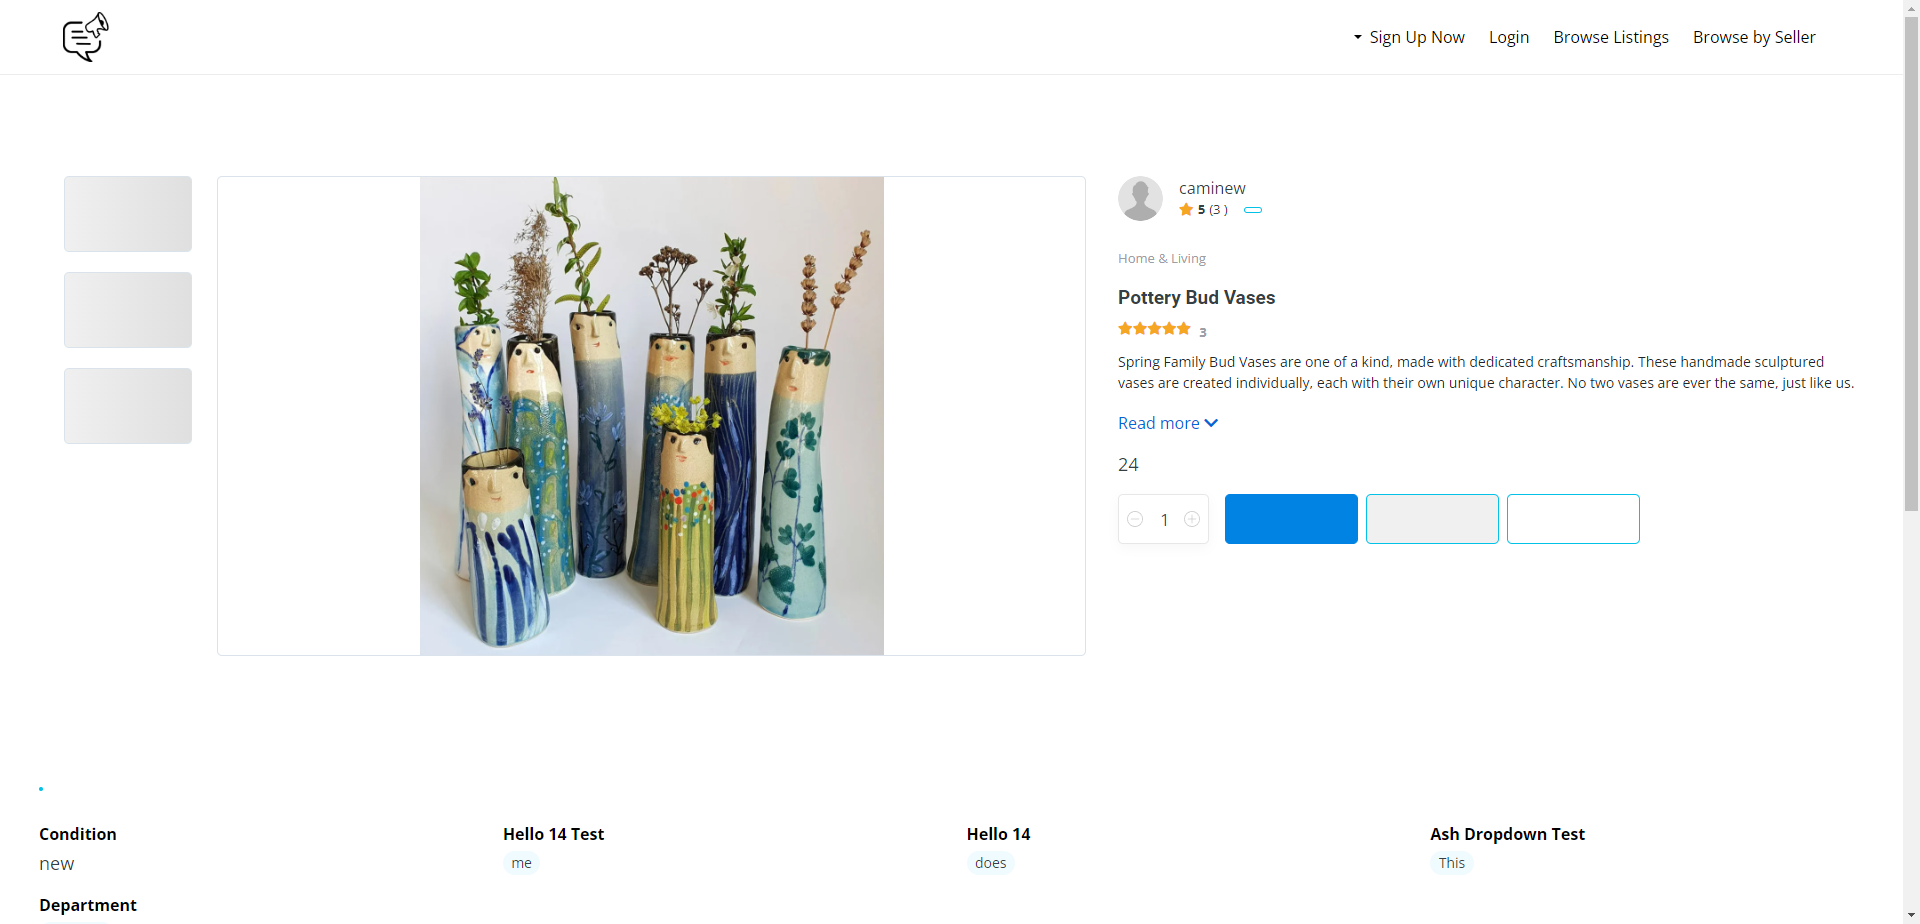 Sign Up Now
Login
Browse Listings
Browse by Seller
caminew
5 (3 )
Home & Living
Pottery Bud Vases
3
Spring Family Bud Vases are one of a kind, made with dedicated craftsmanship. These handmade sculptured
vases are created individually, each with their own unique character. No two vases are ever the same, just like us.
Read more
24
1
Condition
new
Hello 14 Test
me
Hello 14
does
Ash Dropdown Test
This
Department